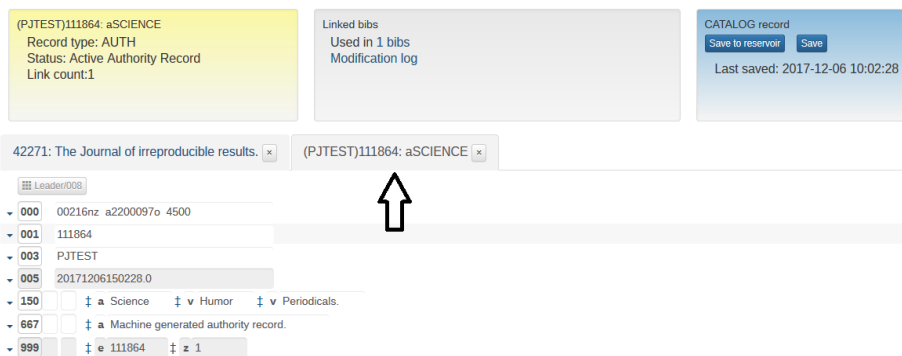 (PJTEST)111864: aSCIENCE
Record type: AUTH
Status: Active Authority Record
Link count:1
Linked bibs
Used in 1 bibs
Modification log
CATALOG record
Save to reservoir Save
Last saved: 2017-12-06 10:02:28
42271: The Journal of irreproducible results. × (PJTEST)111864: aSCIENCE ×
Leader/008
000 00216nz a2200097o 4500
001 111864
003 PJTEST
005 20171206150228.0
150 ‡ a Science ‡ v Humor ‡ v Periodicals.
667 ‡ a Machine generated authority record.
999 ‡ e 111864 ‡ z 1